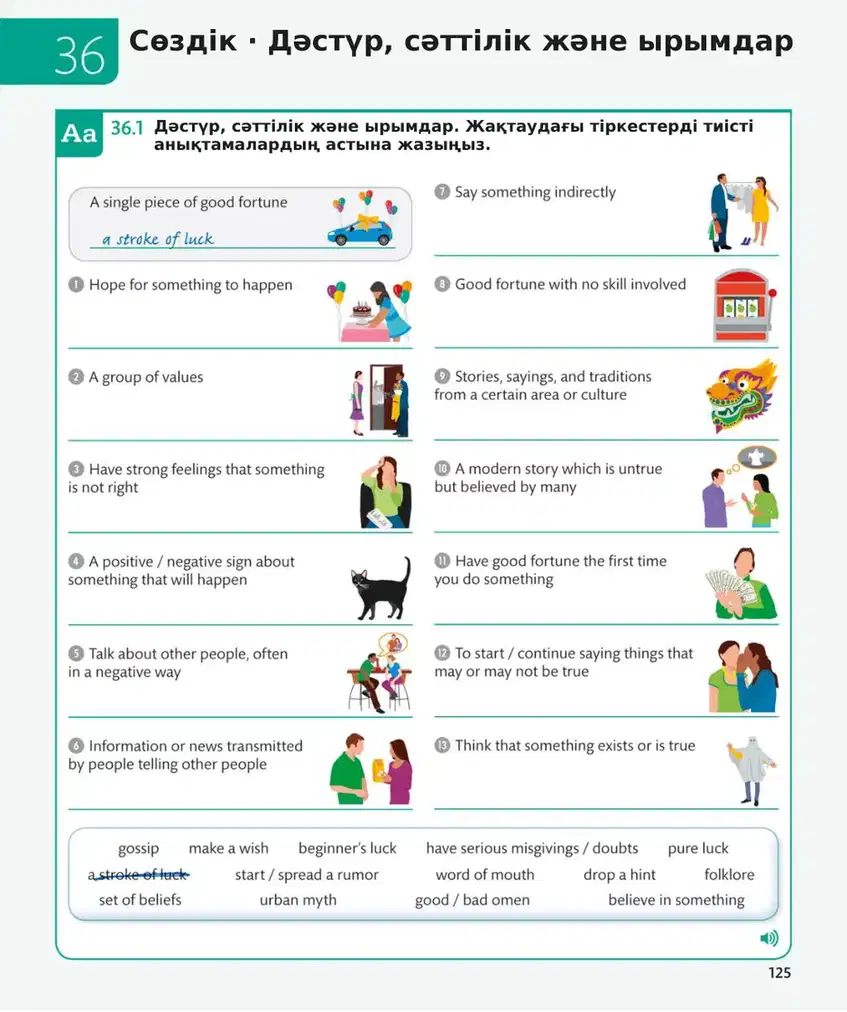 36
Сөздік · Дәстүр, сәттілік және ырымдар
Aa
36.1 Дәстүр, сәттілік және ырымдар. Жақтаудағы тіркестерді тиісті
анықтамалардың астына жазыңыз.
A single piece of good fortune
a stroke of luck
1 Hope for something to happen
2 A group of values
3 Have strong feelings that something
is not right
4 A positive / negative sign about
something that will happen
5 Talk about other people, often
in a negative way
6 Information or news transmitted
by people telling other people
7 Say something indirectly
8 Good fortune with no skill involved
9 Stories, sayings, and traditions
from a certain area or culture
10 A modern story which is untrue
but believed by many
11 Have good fortune the first time
you do something
12 To start / continue saying things that
may or may not be true
13 Think that something exists or is true
gossip make a wish beginner's luck have serious misgivings / doubts pure luck
a stroke of luck start / spread a rumor word of mouth drop a hint folklore
set of beliefs urban myth good / bad omen believe in something
125